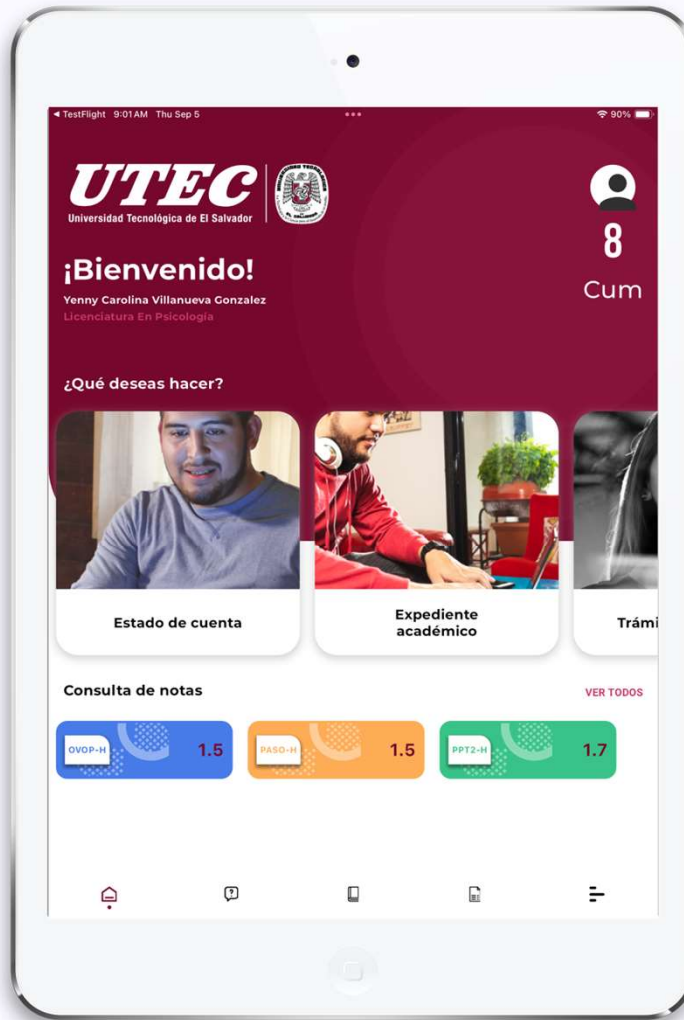 TestFlight 9:01 AM Thu Sep 5
90%
UTEC
Universidad Tecnológica de El Salvador
8
Cum
¡Bienvenido!
Yenny Carolina Villanueva Gonzalez
Licenciatura En Psicología
¿Qué deseas hacer?
Estado de cuenta
Expediente
académico
Trámi
Consulta de notas
VER TODOS
OVOP-H 1.5
PASO-H 1.5
PPT2-H 1.7